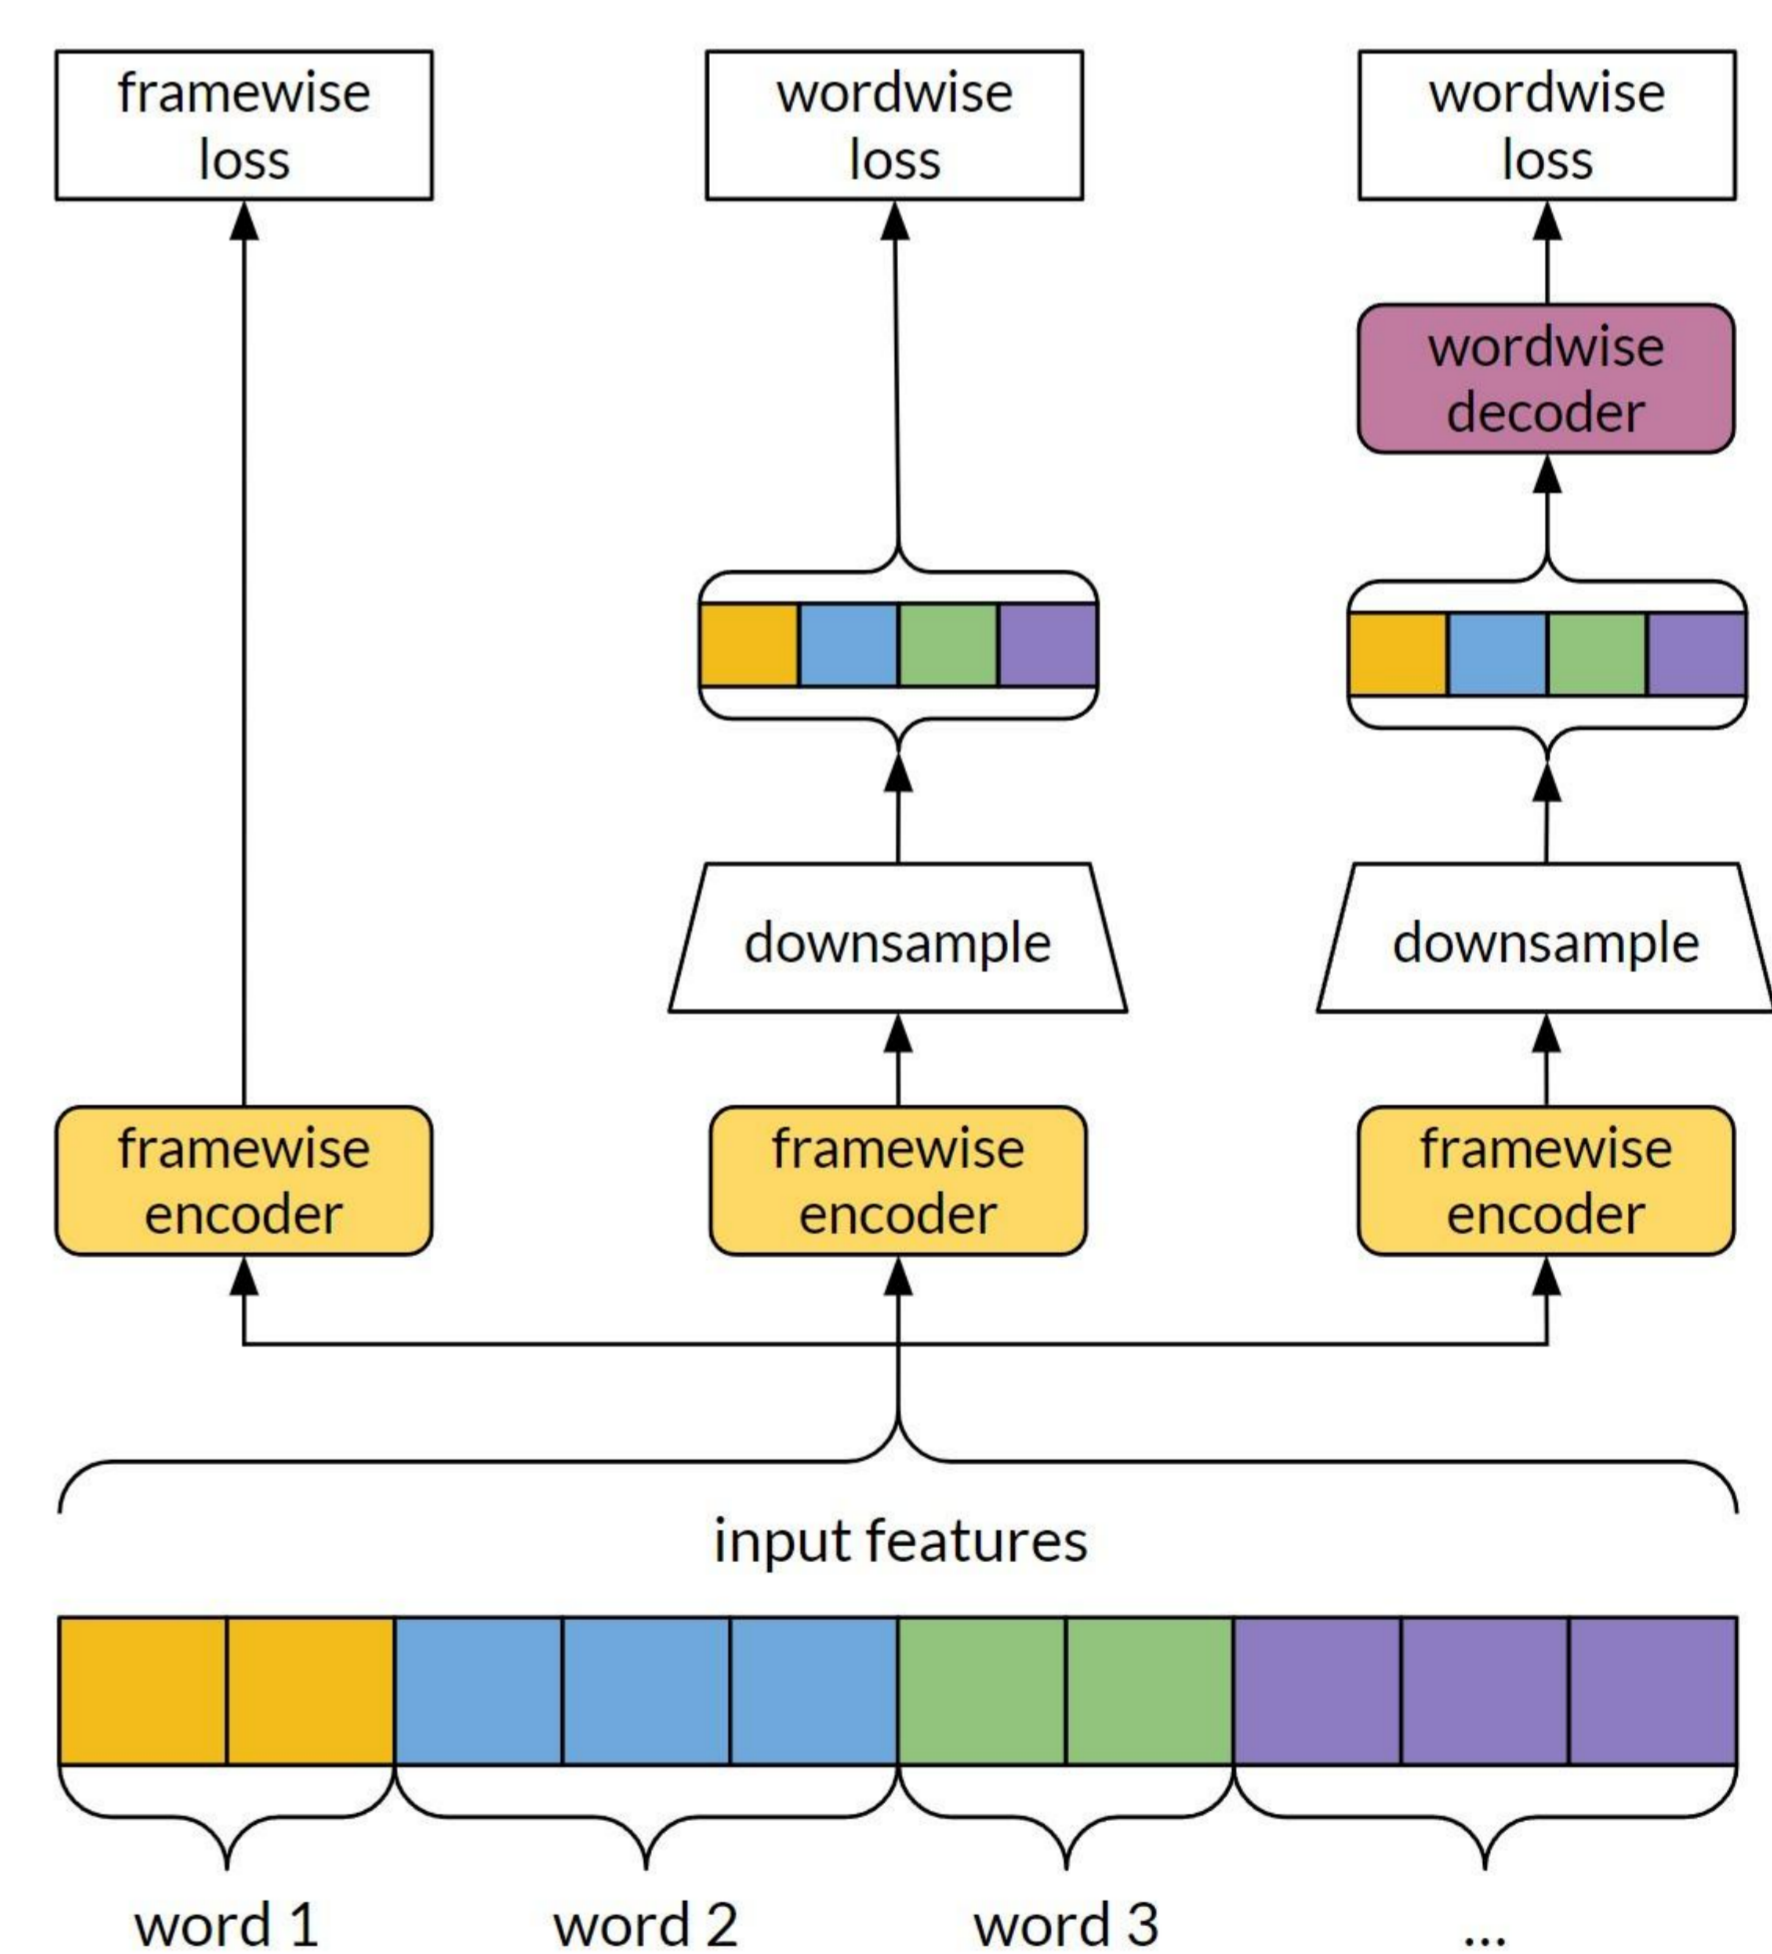 framewise
loss
wordwise
loss
wordwise
loss
wordwise
decoder
downsample
downsample
framewise
encoder
framewise
encoder
framewise
encoder
input features
word 1
word 2
word 3
...